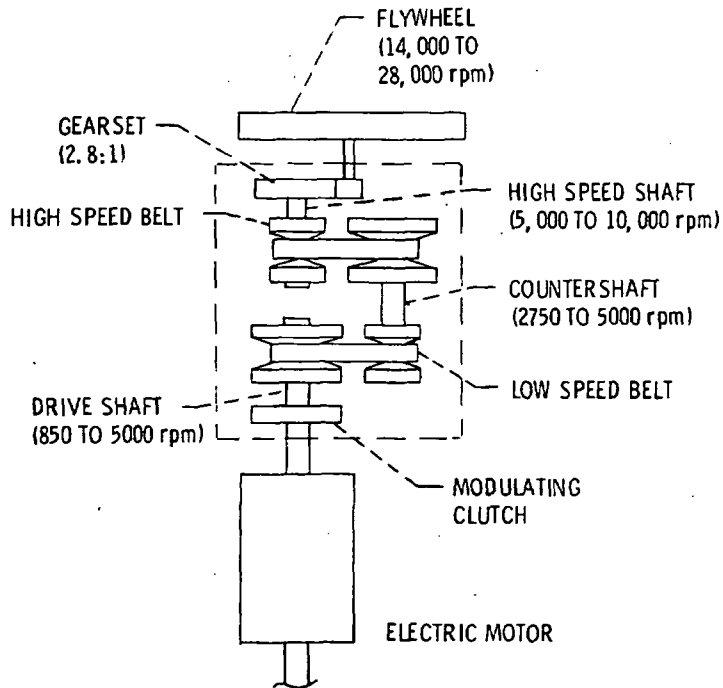 FLYWHEEL
(14,000 TO
28,000 rpm)
GEARSET
(2.8:1)
HIGH SPEED SHAFT
(5,000 TO 10,000 rpm)
HIGH SPEED BELT
COUNTERSHAFT
(2750 TO 5000 rpm)
LOW SPEED BELT
DRIVE SHAFT
(850 TO 5000 rpm)
MODULATING
CLUTCH
ELECTRIC MOTOR